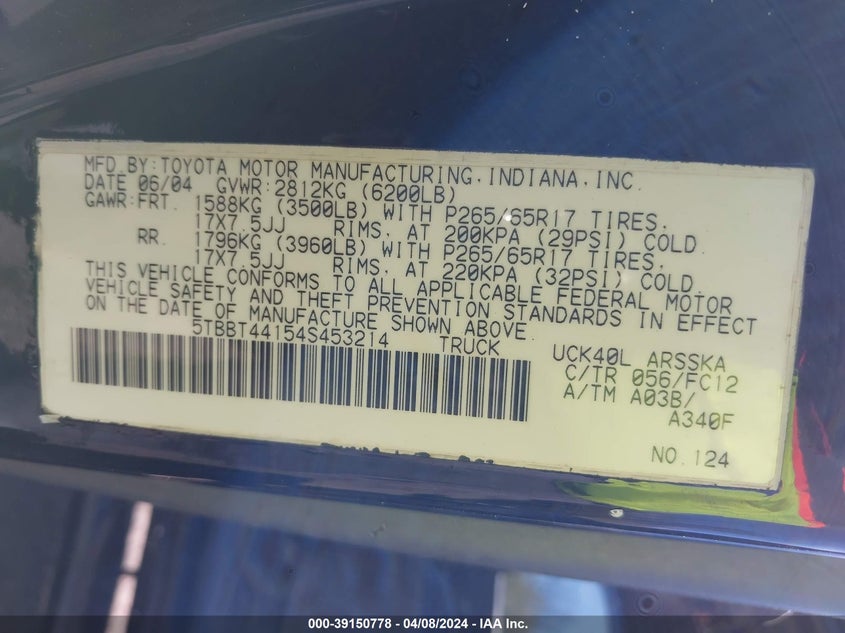 MFD.BY:TOYOTA MOTOR MANUFACTURING,INDIANA,INC.
DATE 06/04 GVWR:2812KG (6200LB)
GAWR:FRT. 1588KG (3500LB) WITH P265/65R17 TIRES,
17X7.5JJ RIMS, AT 200KPA (29PSI) COLD.
RR. 1796KG (3960LB) WITH P265/65R17 TIRES,
17X7.5JJ RIMS, AT 220KPA (32PSI) COLD.
THIS VEHICLE CONFORMS TO ALL APPLICABLE FEDERAL MOTOR
VEHICLE SAFETY AND THEFT PREVENTION STANDARDS IN EFFECT
ON THE DATE OF MANUFACTURE SHOWN ABOVE.
5TBBT44154S453214 TRUCK
UCK40L ARSSKA
C/TR 056/FC12
A/TM A03B/
A340F
NO.124
000-39150778 - 04/08/2024 - IAA Inc.